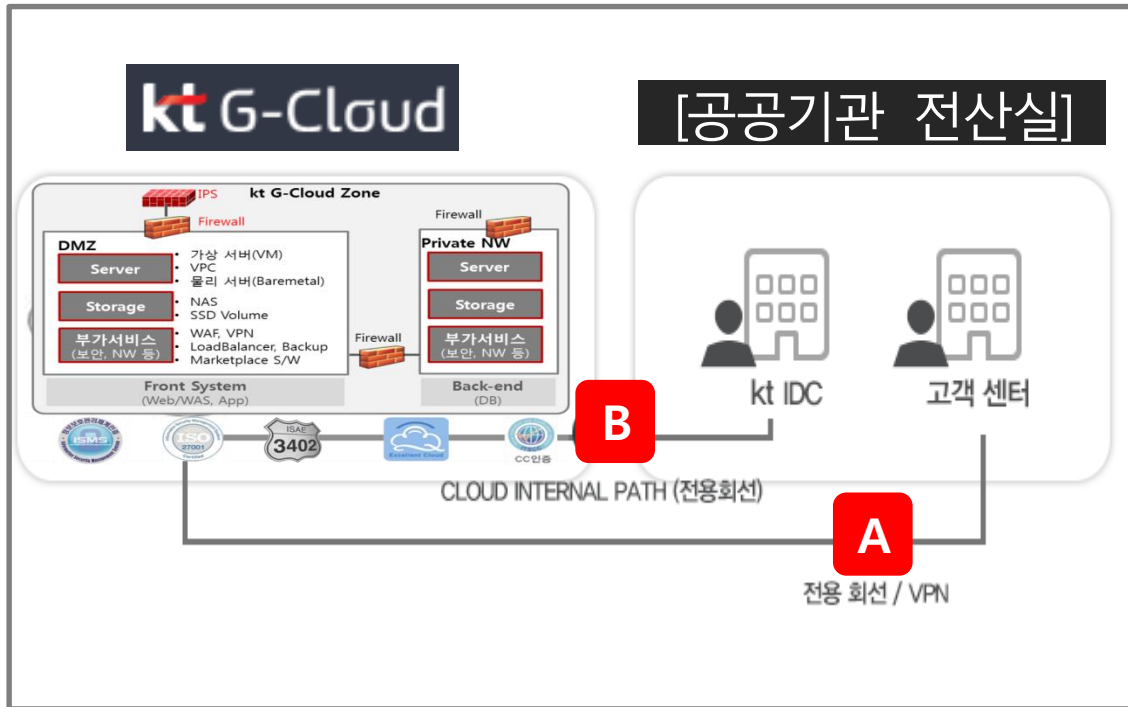 kt G-Cloud
[공공기관 전산실]
kt G-Cloud Zone
IPS
Firewall
Firewall
DMZ
Server
• 가상 서버(VM)
• VPC
• 물리 서버(Baremetal)
Storage
• NAS
• SSD Volume
부가서비스
(보안, NW 등)
• WAF, VPN
• LoadBalancer, Backup
• Marketplace S/W
Front System
(Web/WAS, App)
Firewall
Private NW
Server
Storage
부가서비스
(보안, NW 등)
Back-end
(DB)
ISMS
ISO
27001
ISAE
3402
Excellent Cloud
CC인증
B
kt IDC
고객 센터
CLOUD INTERNAL PATH (전용회선)
A
전용 회선 / VPN